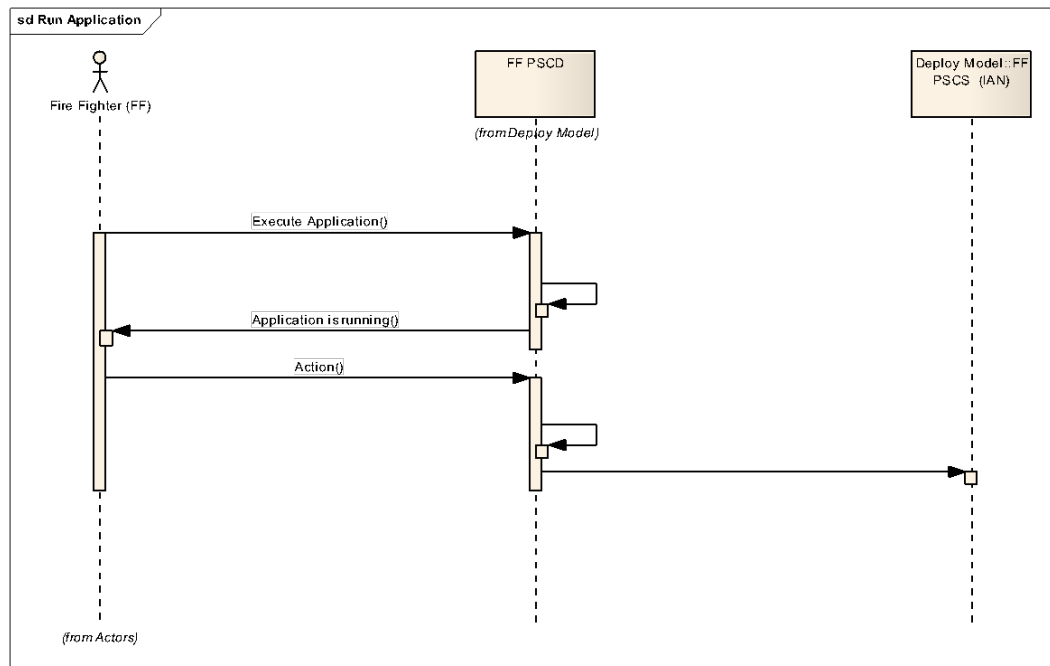 sd Run Application
Fire Fighter (FF)
FF PSCD
(from Deploy Model)
Deploy Model::FF
PSCS (IAN)
Execute Application()
Application is running()
Action()
(from Actors)